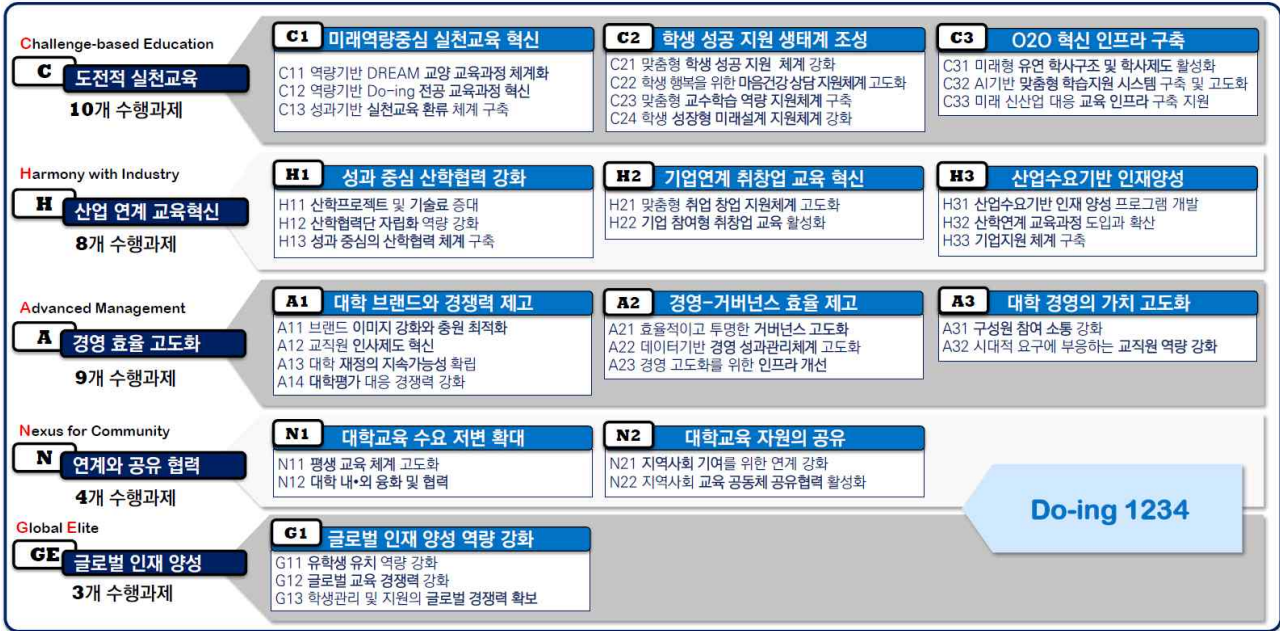 Challenge-based Education
C 도전적 실천교육
10개 수행과제
C1 미래역량중심 실천교육 혁신
C11 역량기반 DREAM 교양 교육과정 체계화
C12 역량기반 Do-ing 전공 교육과정 혁신
C13 성과기반 실천교육 환류 체계 구축
C2 학생 성공 지원 생태계 조성
C21 맞춤형 학생 성공 지원 체계 강화
C22 학생 행복을 위한 마음건강 상담 지원체계 고도화
C23 맞춤형 교수학습 역량 지원체계 구축
C24 학생 성장형 미래설계 지원체계 강화
C3 O2O 혁신 인프라 구축
C31 미래형 유연 학사구조 및 학사제도 활성화
C32 AI기반 맞춤형 학습지원 시스템 구축 및 고도화
C33 미래 신산업 대응 교육 인프라 구축 지원
Harmony with Industry
H 산업 연계 교육혁신
8개 수행과제
H1 성과 중심 산학협력 강화
H11 산학프로젝트 및 기술료 증대
H12 산학협력단 자립화 역량 강화
H13 성과 중심의 산학협력 체계 구축
H2 기업연계 취창업 교육 혁신
H21 맞춤형 취업 창업 지원체계 고도화
H22 기업 참여형 취창업 교육 활성화
H3 산업수요기반 인재양성
H31 산업수요기반 인재 양성 프로그램 개발
H32 산학연계 교육과정 도입과 확산
H33 기업지원 체계 구축
Advanced Management
A 경영 효율 고도화
9개 수행과제
A1 대학 브랜드와 경쟁력 제고
A11 브랜드 이미지 강화와 충원 최적화
A12 교직원 인사제도 혁신
A13 대학 재정의 지속가능성 확립
A14 대학평가 대응 경쟁력 강화
A2 경영-거버넌스 효율 제고
A21 효율적이고 투명한 거버넌스 고도화
A22 데이터기반 경영 성과관리체계 고도화
A23 경영 고도화를 위한 인프라 개선
A3 대학 경영의 가치 고도화
A31 구성원 참여 소통 강화
A32 시대적 요구에 부응하는 교직원 역량 강화
Nexus for Community
N 연계와 공유 협력
4개 수행과제
N1 대학교육 수요 저변 확대
N11 평생 교육 체계 고도화
N12 대학 내•외 융화 및 협력
N2 대학교육 자원의 공유
N21 지역사회 기여를 위한 연계 강화
N22 지역사회 교육 공동체 공유협력 활성화
Do-ing 1234
Global Elite
GE 글로벌 인재 양성
3개 수행과제
G1 글로벌 인재 양성 역량 강화
G11 유학생 유치 역량 강화
G12 글로벌 교육 경쟁력 강화
G13 학생관리 및 지원의 글로벌 경쟁력 확보